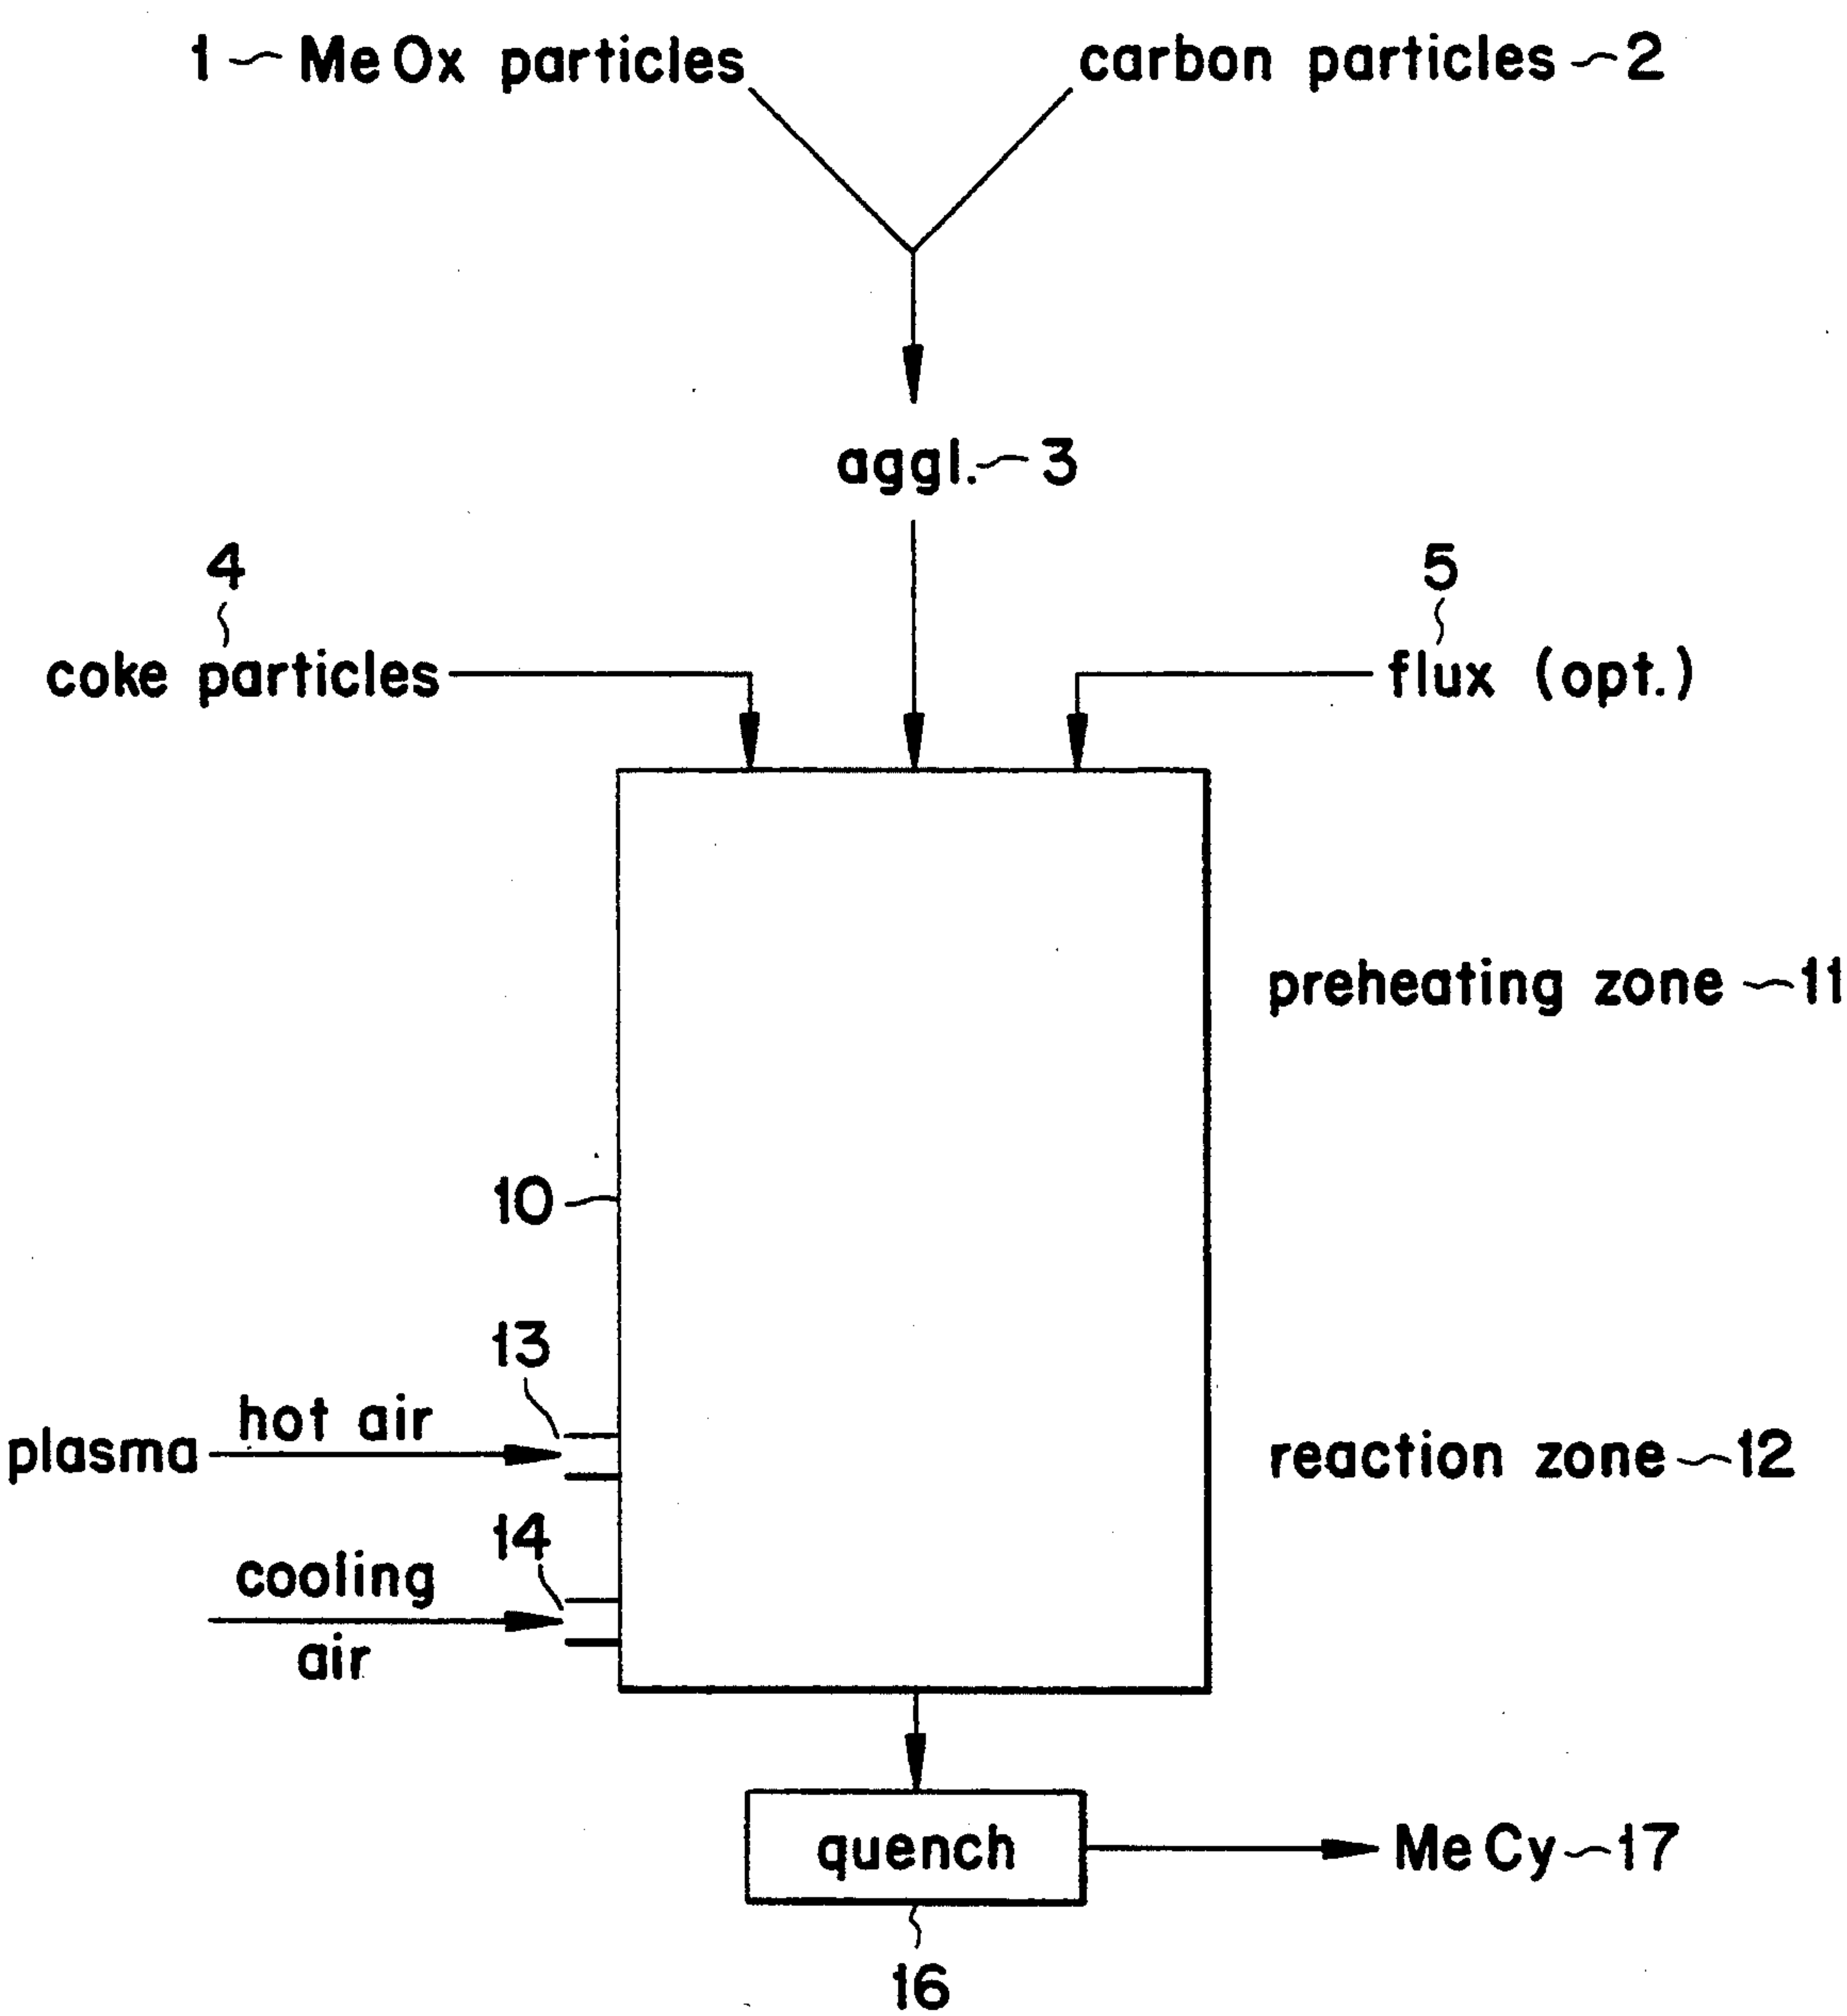 1 MeOx particles
carbon particles 2
aggl. 3
4
coke particles
5
flux (opt.)
preheating zone 11
10
13
hot air
plasma
reaction zone 12
14
cooling
air
quench
MeCy 17
16